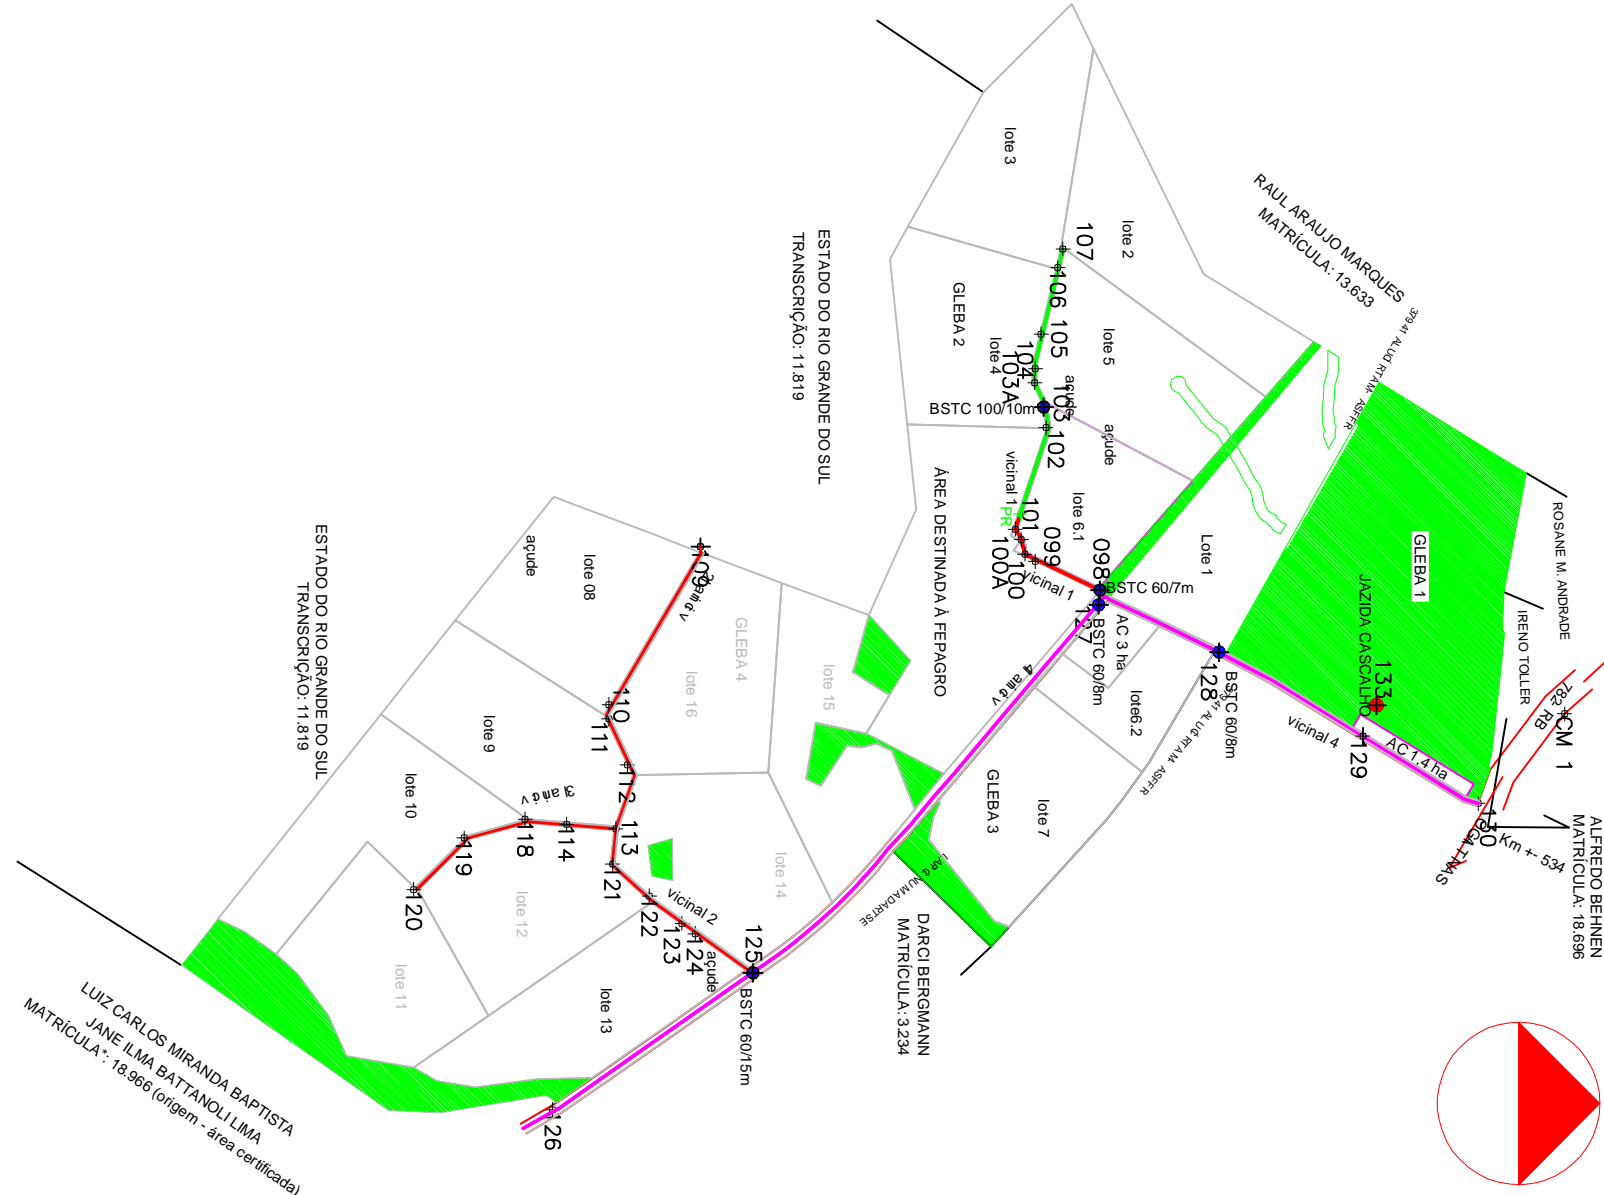 lote 3
lote 2
107
106
105
104
103A
103
102
GLEBA 2
lote 4
lote 5
açude
açude
BSTC 100/10m
vicinal 1
PR
101
100A
100
099
098
lote 6.1
vicinal 1
BSTC 60/7m
127
BSTC 60/8m
AC 3 ha
Lote 1
lote6.2
128
BSTC 60/8m
RAUL ARAUJO MARQUES
MATRÍCULA: 13.633
ESTADO DO RIO GRANDE DO SUL
TRANSCRIÇÃO: 11.819
ÁREA DESTINADA À FEPAGRO
GLEBA 1
JAZIDA CASCALHO
133
129
AC 1.4 ha
vicinal 4
130
CM 1
Km +- 534
ROSANE M. ANDRADE
IRENO TOLLER
ALFREDO BEHNEN
MATRÍCULA: 18.696
GLEBA 3
lote 7
DARCI BERGMANN
MATRÍCULA: 3.234
ESTADO DO RIO GRANDE DO SUL
TRANSCRIÇÃO: 11.819
açude
lote 08
109
110
111
112
113
GLEBA 4
lote 16
lote 15
lote 14
lote 9
lote 10
118
114
119
120
121
122
123
124
125
vicinal 2
açude
BSTC 60/15m
lote 12
lote 11
lote 13
126
LUIZ CARLOS MIRANDA BAPTISTA
JANE ILMA BATTANOLI LIMA
MATRÍCULA*: 18.966 (origem - área certificada)